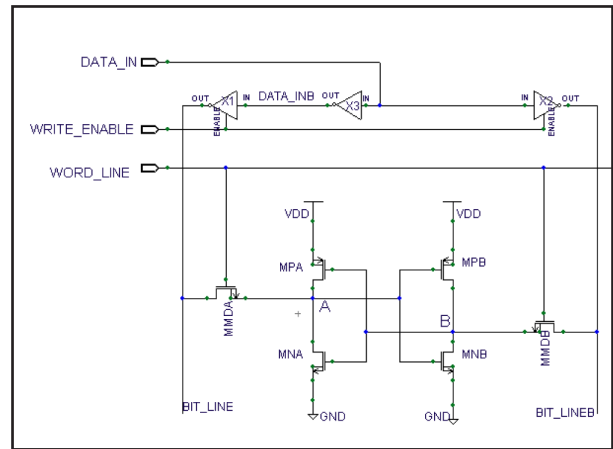 DATA_IN
OUT X1 IN DATA_INB OUT X3 IN IN X2 OUT
ENABLE ENABLE
WRITE_ENABLE
WORD_LINE
VDD VDD
MPA MPB
MMDA A B MMDB
MNA MNB
BIT_LINE GND GND BIT_LINEB